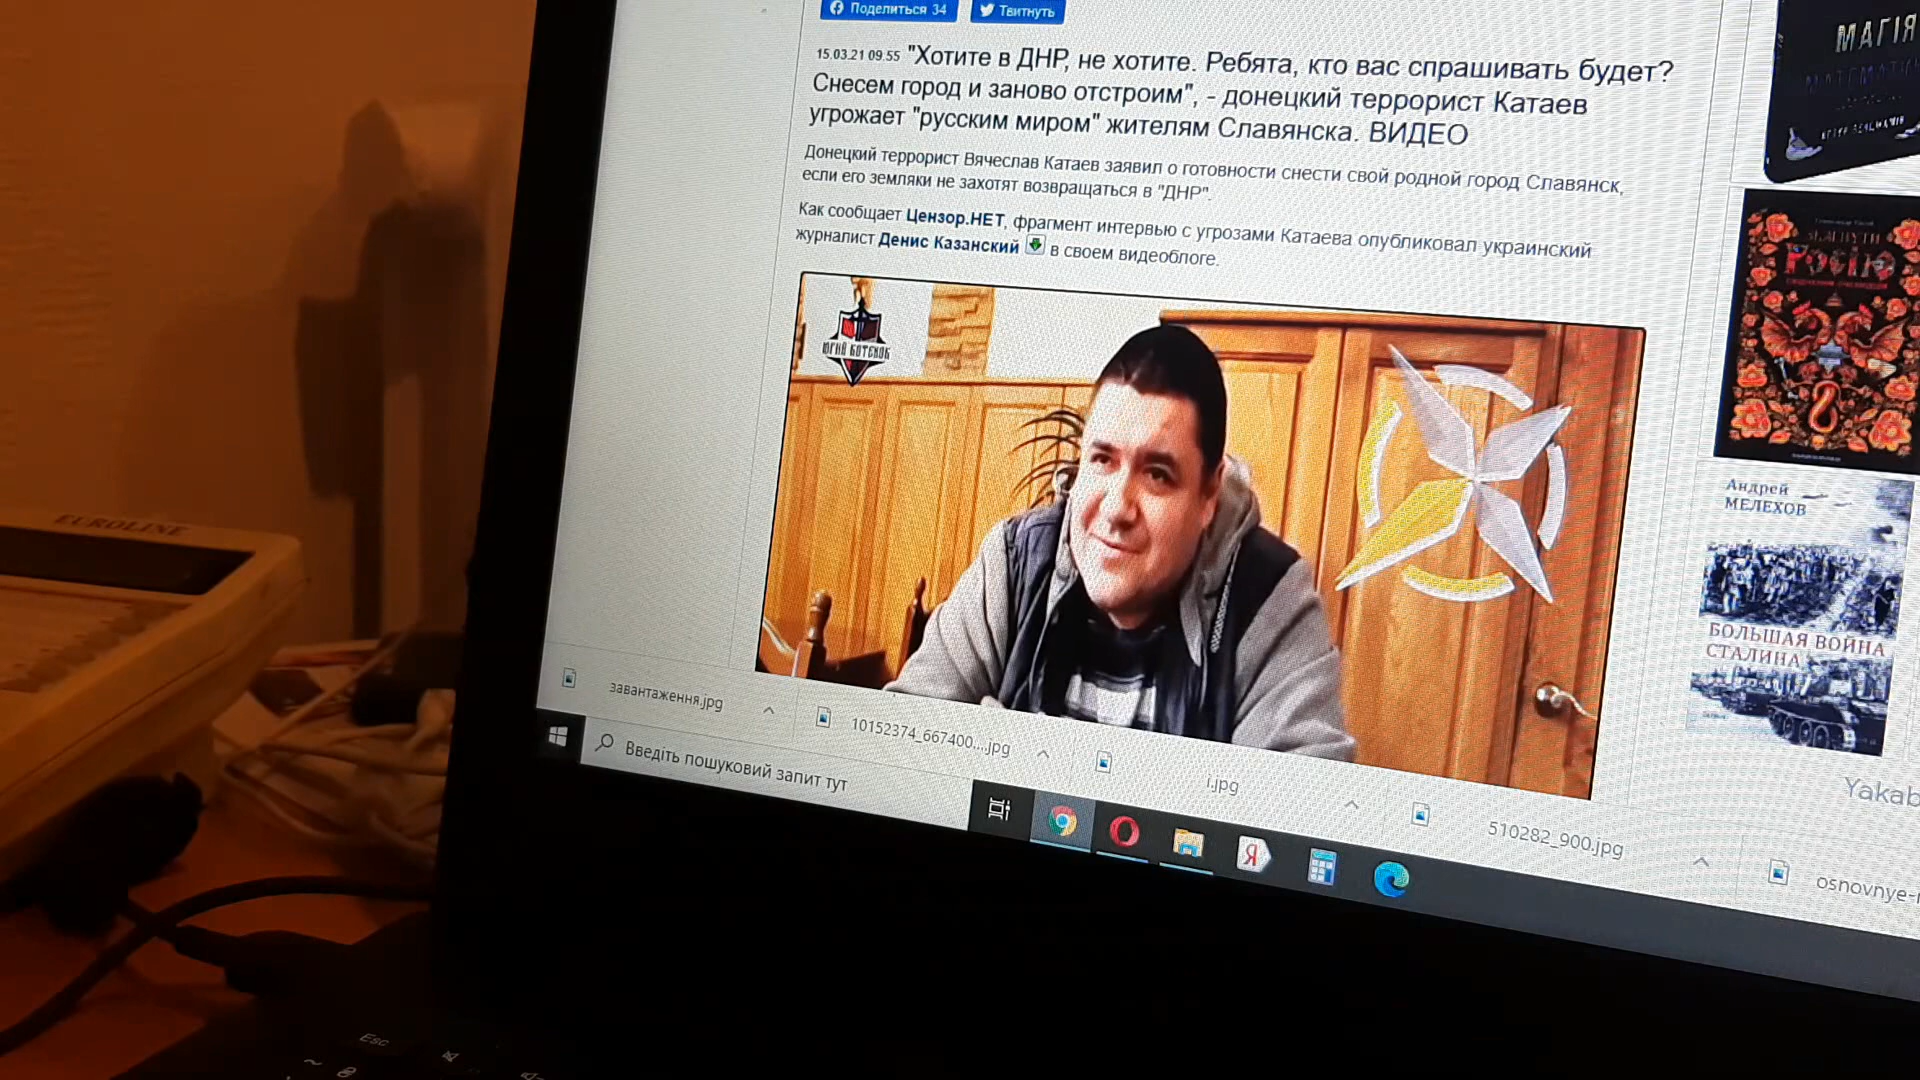 Поделиться 34
Твитнуть
15.03.21 09:55 "Хотите в ДНР, не хотите. Ребята, кто вас спрашивать будет?
Снесем город и заново отстроим", - донецкий террорист Катаев
угрожает "русским миром" жителям Славянска. ВИДЕО
Донецкий террорист Вячеслав Катаев заявил о готовности снести свой родной город Славянск,
если его земляки не захотят возвращаться в "ДНР".
Как сообщает Цензор.НЕТ, фрагмент интервью с угрозами Катаева опубликовал украинский
журналист Денис Казанский в своем видеоблоге.
МАГІЯ
Андрей
МЕЛЕХОВ
БОЛЬШАЯ ВОЙНА
СТАЛИНА
Yakab
EUROLINE
завантаження.jpg
10152374_667400....jpg
i.jpg
510282_900.jpg
osnovnye-
Введіть пошуковий запит тут
Я
Esc